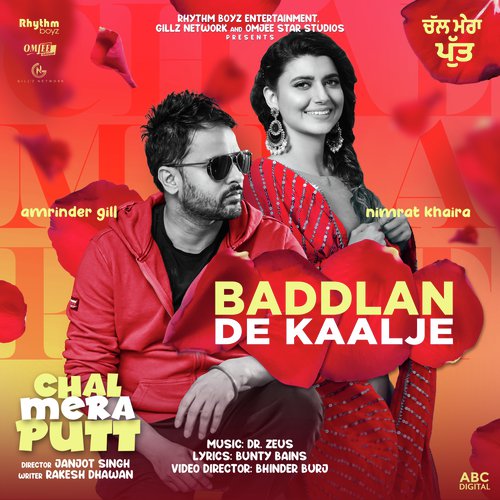 RHYTHM BOYZ ENTERTAINMENT,
GILLZ NETWORK AND OMJEE STAR STUDIOS
PRESENTS
Rhythm
boyz
OMJEE
GILL'Z NETWORK
ਚੱਲ ਮੇਰਾ
ਪੁੱਤ
amrinder gill
nimrat khaira
BADDLAN
DE KAALJE
CHAL
MERA
PUTT
DIRECTOR JANJOT SINGH
WRITER RAKESH DHAWAN
MUSIC: DR. ZEUS
LYRICS: BUNTY BAINS
VIDEO DIRECTOR: BHINDER BURJ
ABC
DIGITAL